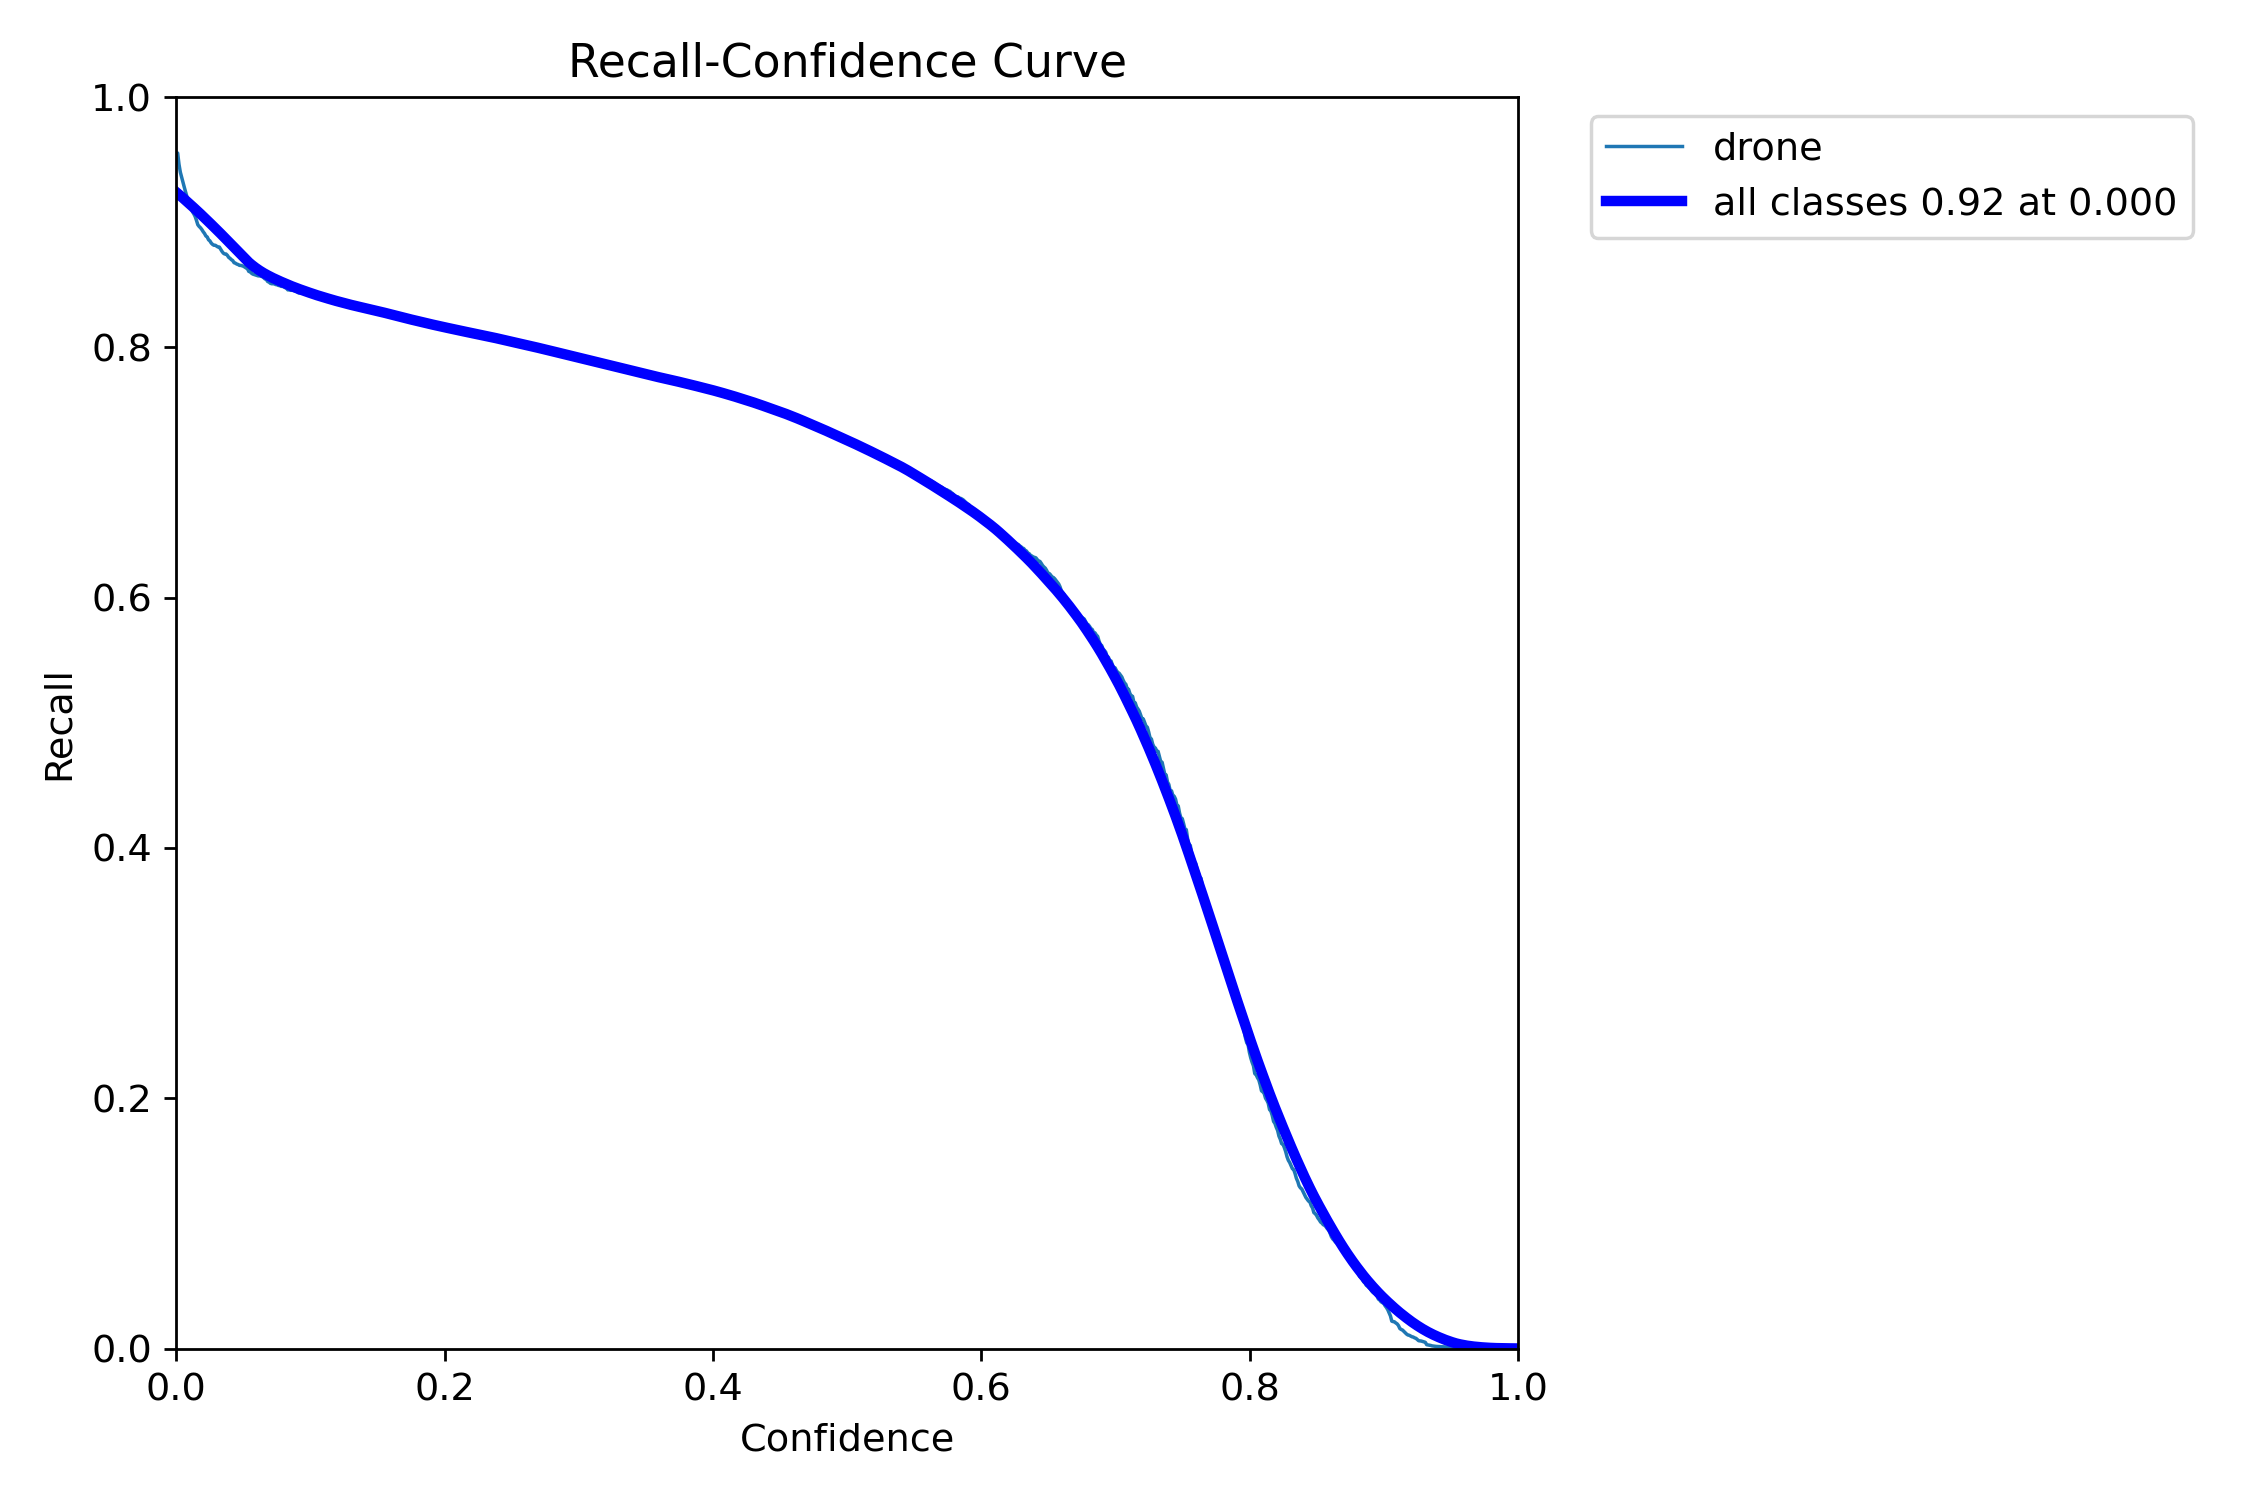 Recall-Confidence Curve
1.0
0.8
0.6
0.4
0.2
0.0
Recall
0.0 0.2 0.4 0.6 0.8 1.0
Confidence
drone
all classes 0.92 at 0.000